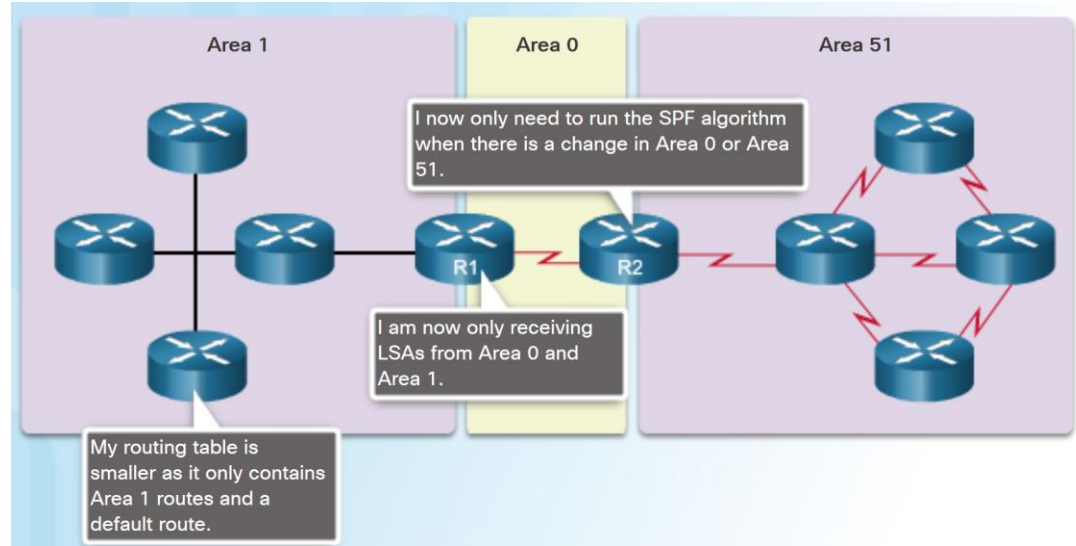 Area 1
Area 0
Area 51
I now only need to run the SPF algorithm
when there is a change in Area 0 or Area
51.
R1
R2
I am now only receiving
LSAs from Area 0 and
Area 1.
My routing table is
smaller as it only contains
Area 1 routes and a
default route.